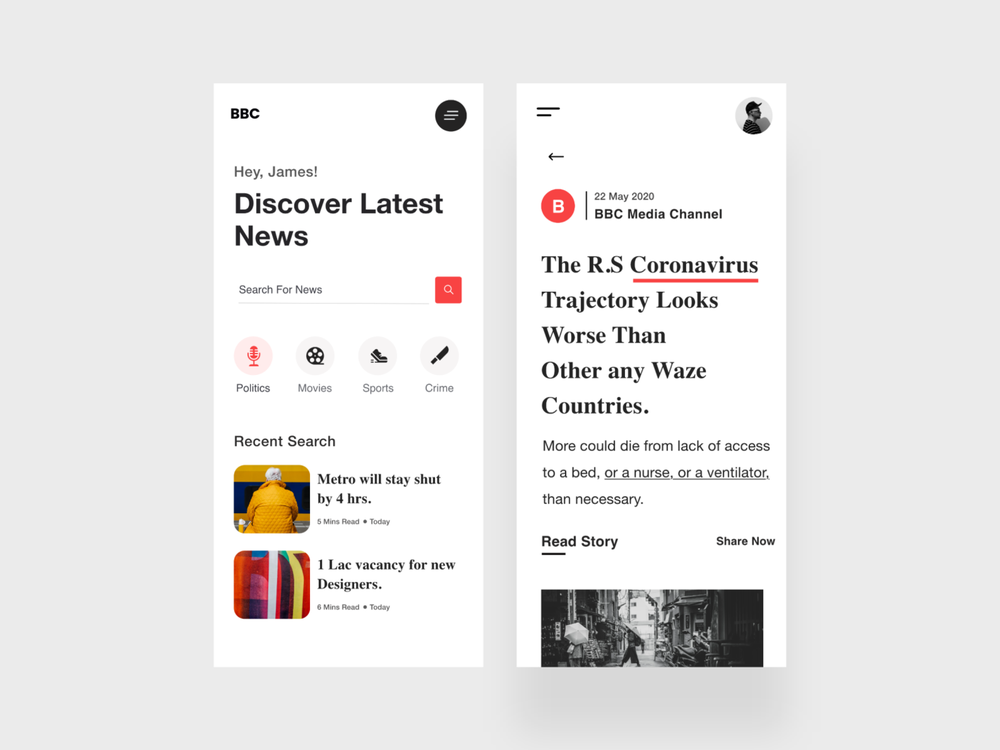 BBC
Hey, James!
Discover Latest
News
Search For News
Politics
Movies
Sports
Crime
Recent Search
Metro will stay shut
by 4 hrs.
5 Mins Read • Today
1 Lac vacancy for new
Designers.
6 Mins Read • Today
B
22 May 2020
BBC Media Channel
The R.S Coronavirus
Trajectory Looks
Worse Than
Other any Waze
Countries.
More could die from lack of access
to a bed, or a nurse, or a ventilator,
than necessary.
Read Story
Share Now